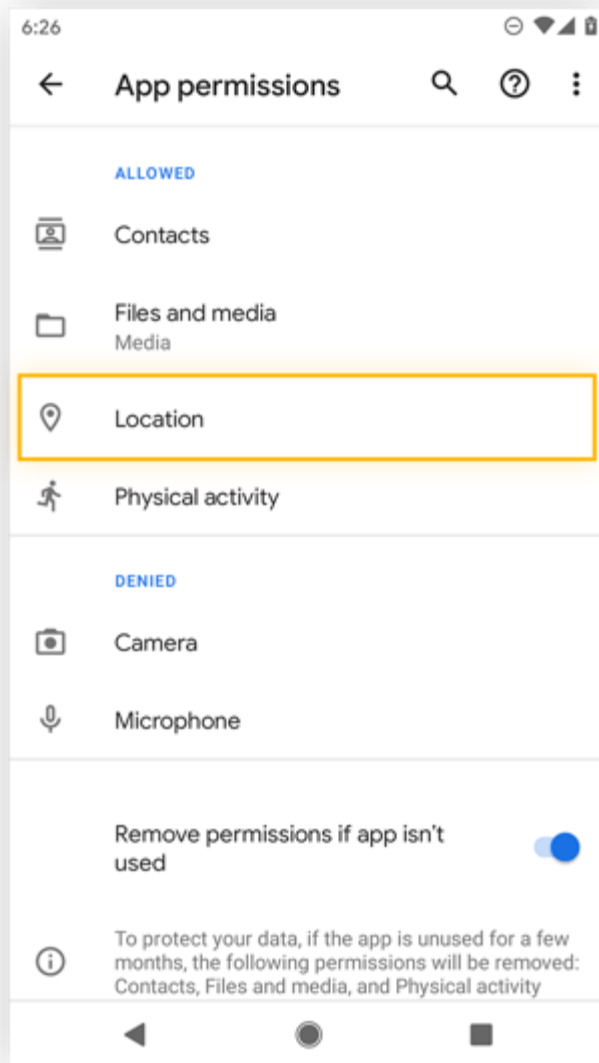 6:26
App permissions
ALLOWED
Contacts
Files and media
Media
Location
Physical activity
DENIED
Camera
Microphone
Remove permissions if app isn't
used
To protect your data, if the app is unused for a few
months, the following permissions will be removed:
Contacts, Files and media, and Physical activity